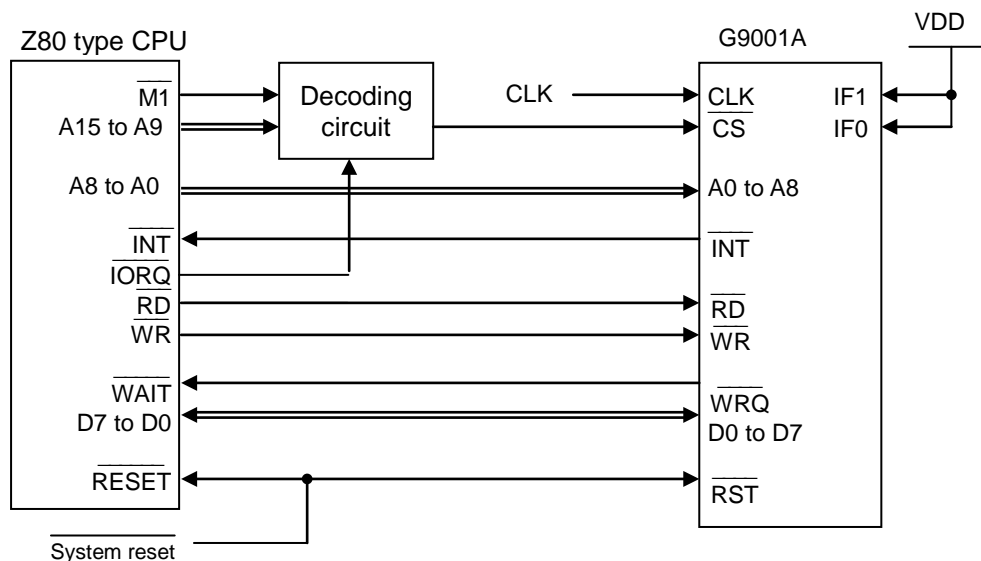 VDD
Z80 type CPU
G9001A
M1
A15 to A9
Decoding
circuit
CLK
CLK
CS
IF1
IF0
A8 to A0
A0 to A8
INT
INT
IORQ
RD
RD
WR
WR
WAIT
WRQ
D7 to D0
D0 to D7
RESET
RST
System reset